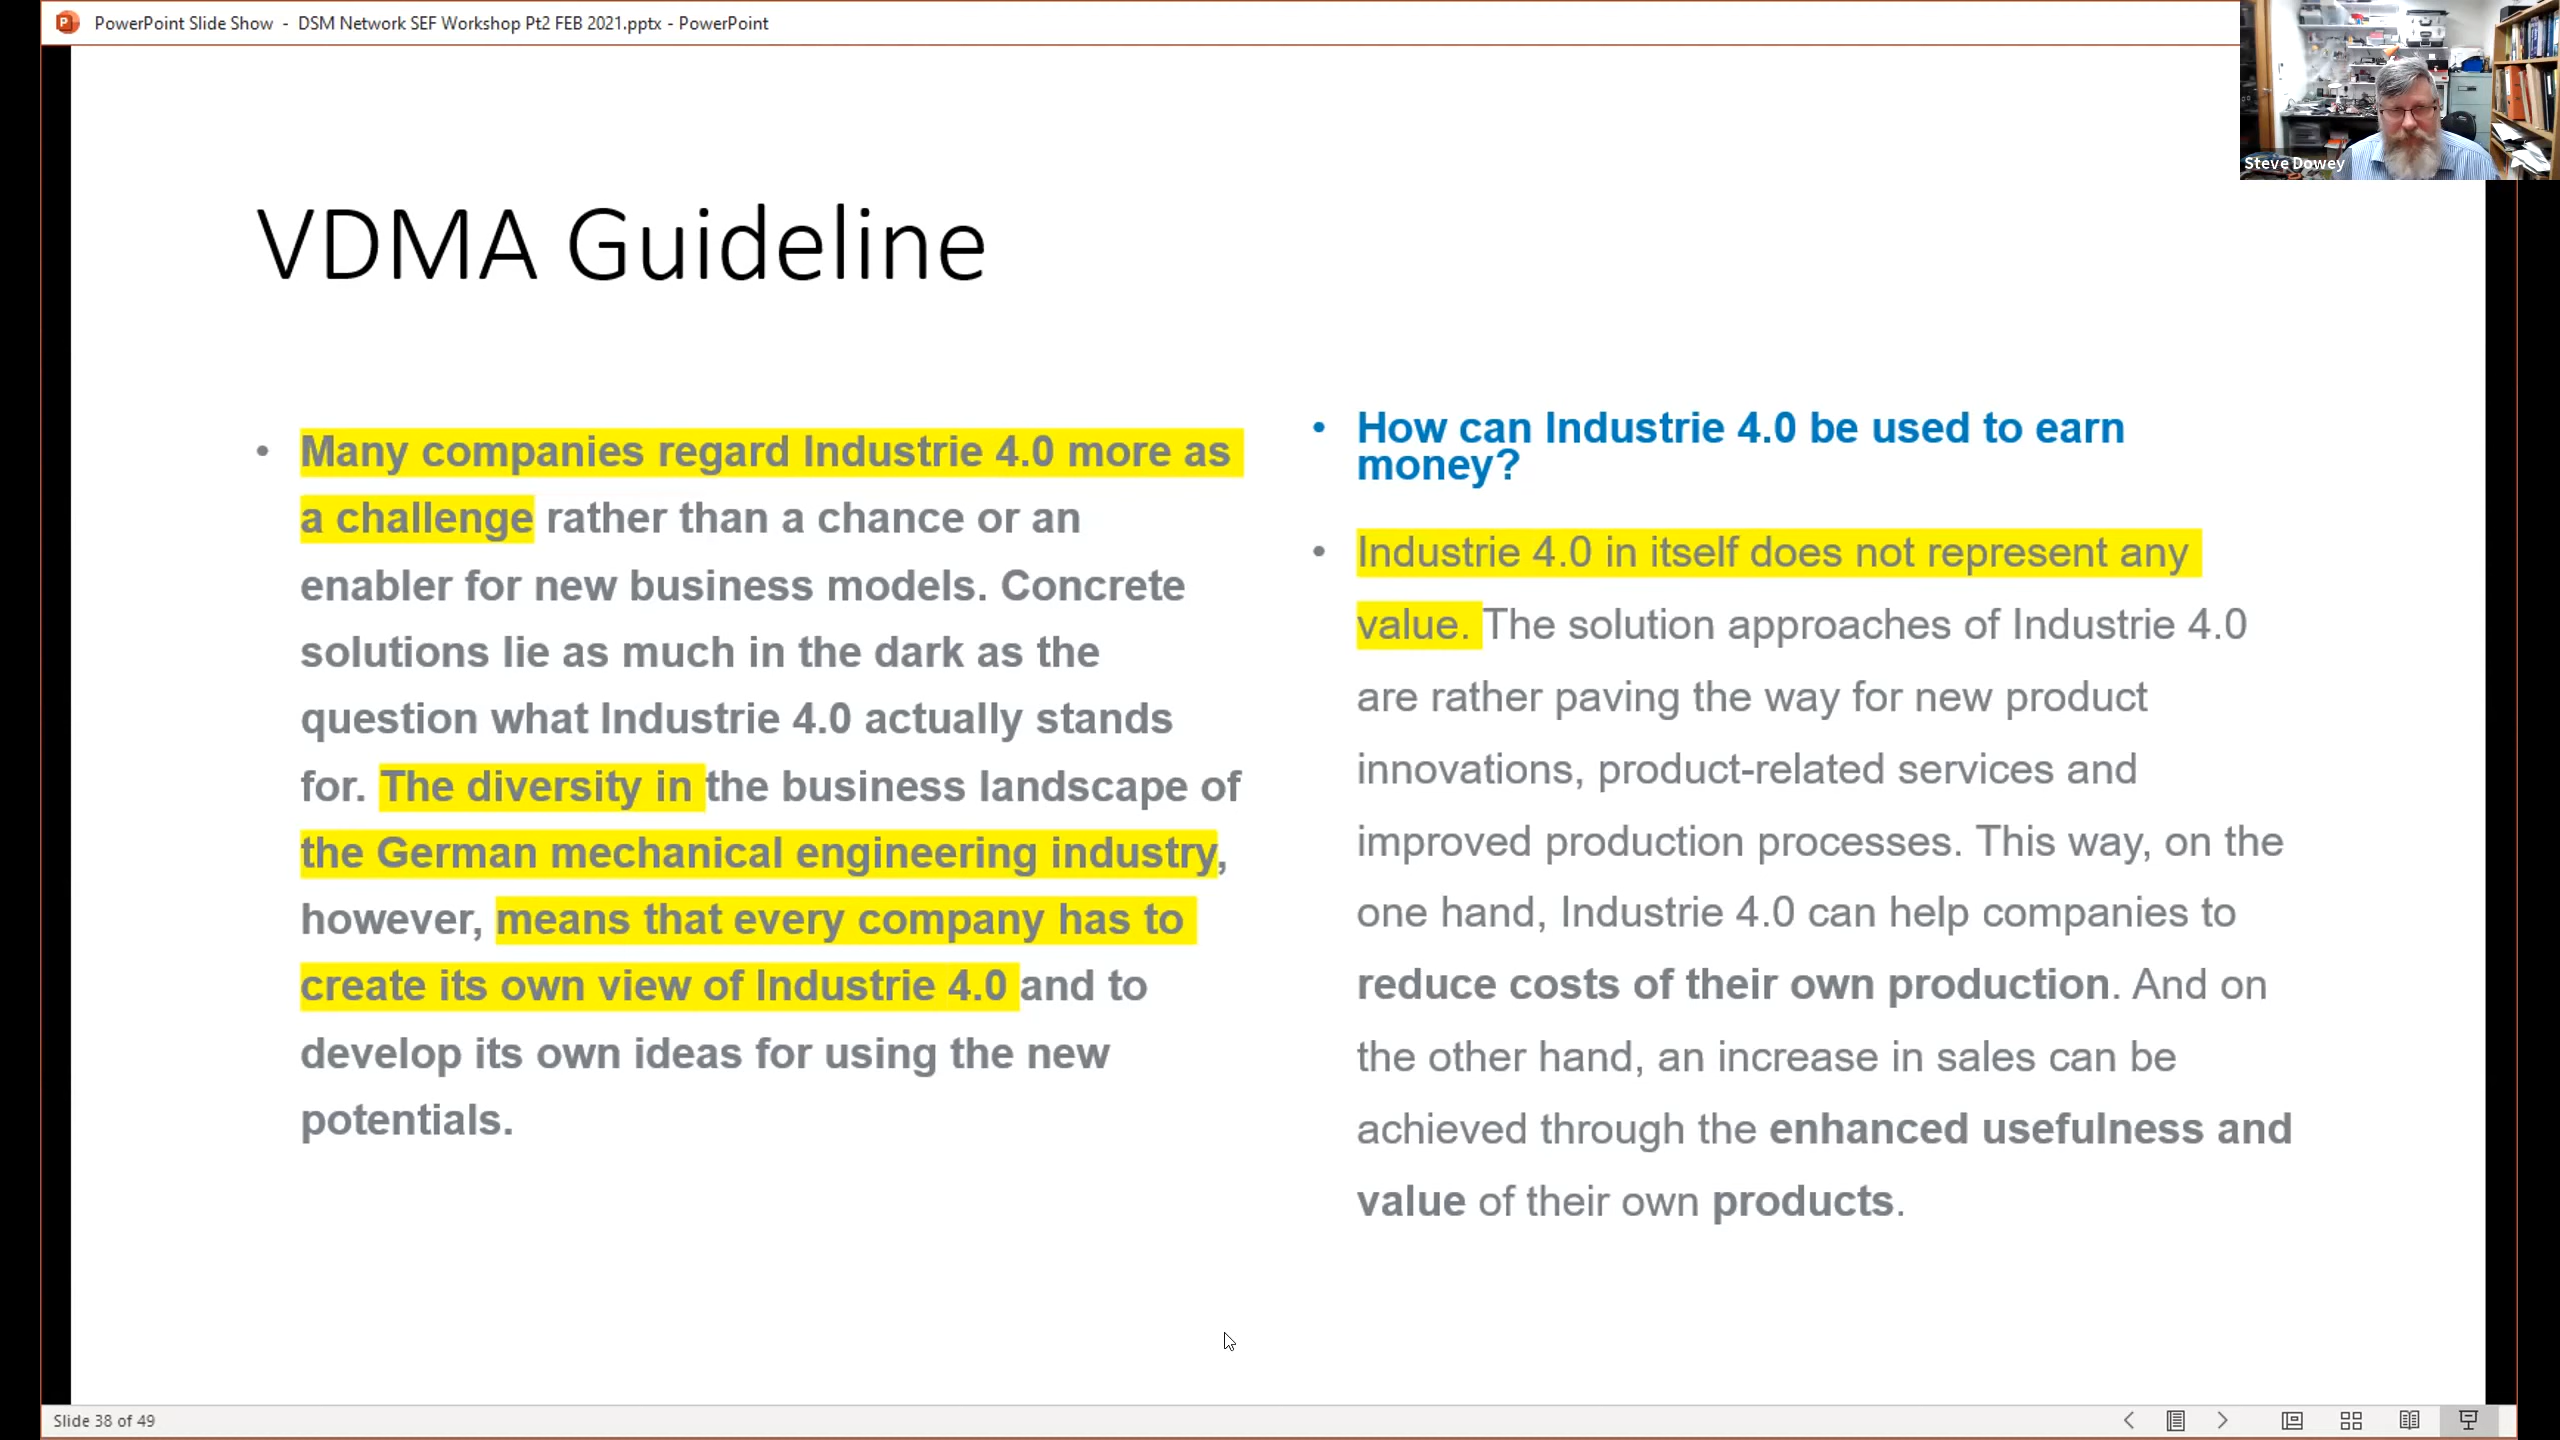 PowerPoint Slide Show - DSM Network SEF Workshop Pt2 FEB 2021.pptx - PowerPoint
Steve Dowey
VDMA Guideline
• Many companies regard Industrie 4.0 more as
a challenge rather than a chance or an
enabler for new business models. Concrete
solutions lie as much in the dark as the
question what Industrie 4.0 actually stands
for. The diversity in the business landscape of
the German mechanical engineering industry,
however, means that every company has to
create its own view of Industrie 4.0 and to
develop its own ideas for using the new
potentials.
• How can Industrie 4.0 be used to earn
money?
• Industrie 4.0 in itself does not represent any
value. The solution approaches of Industrie 4.0
are rather paving the way for new product
innovations, product-related services and
improved production processes. This way, on the
one hand, Industrie 4.0 can help companies to
reduce costs of their own production. And on
the other hand, an increase in sales can be
achieved through the enhanced usefulness and
value of their own products.
Slide 38 of 49